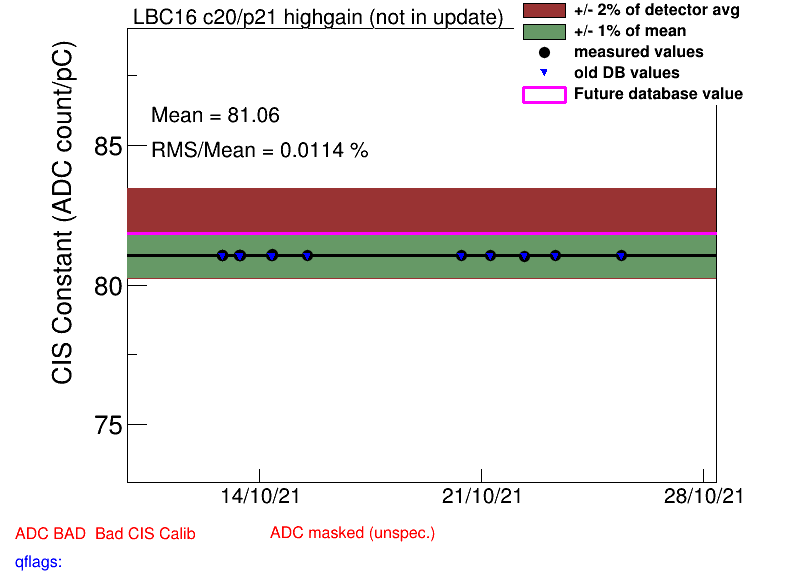 LBC16 c20/p21 highgain (not in update)
+/- 2% of detector avg
+/- 1% of mean
measured values
old DB values
Future database value
CIS Constant (ADC count/pC)
Mean = 81.06
RMS/Mean = 0.0114 %
85
80
75
14/10/21
21/10/21
28/10/21
ADC BAD  Bad CIS Calib
ADC masked (unspec.)
qflags: